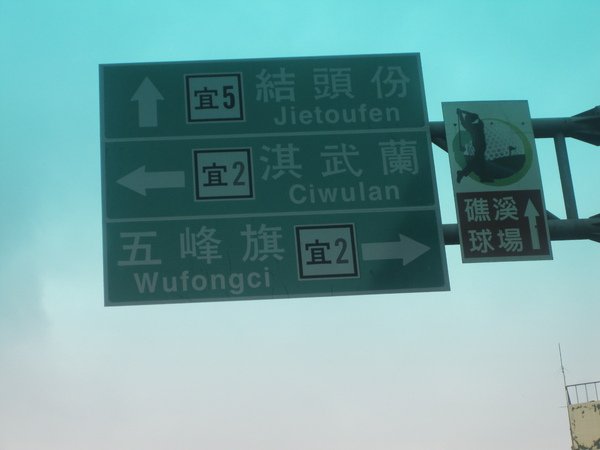 宜5 結頭份
Jietoufen
宜2 淇武蘭
Ciwulan
五峰旗 宜2
Wufongci
礁溪
球場